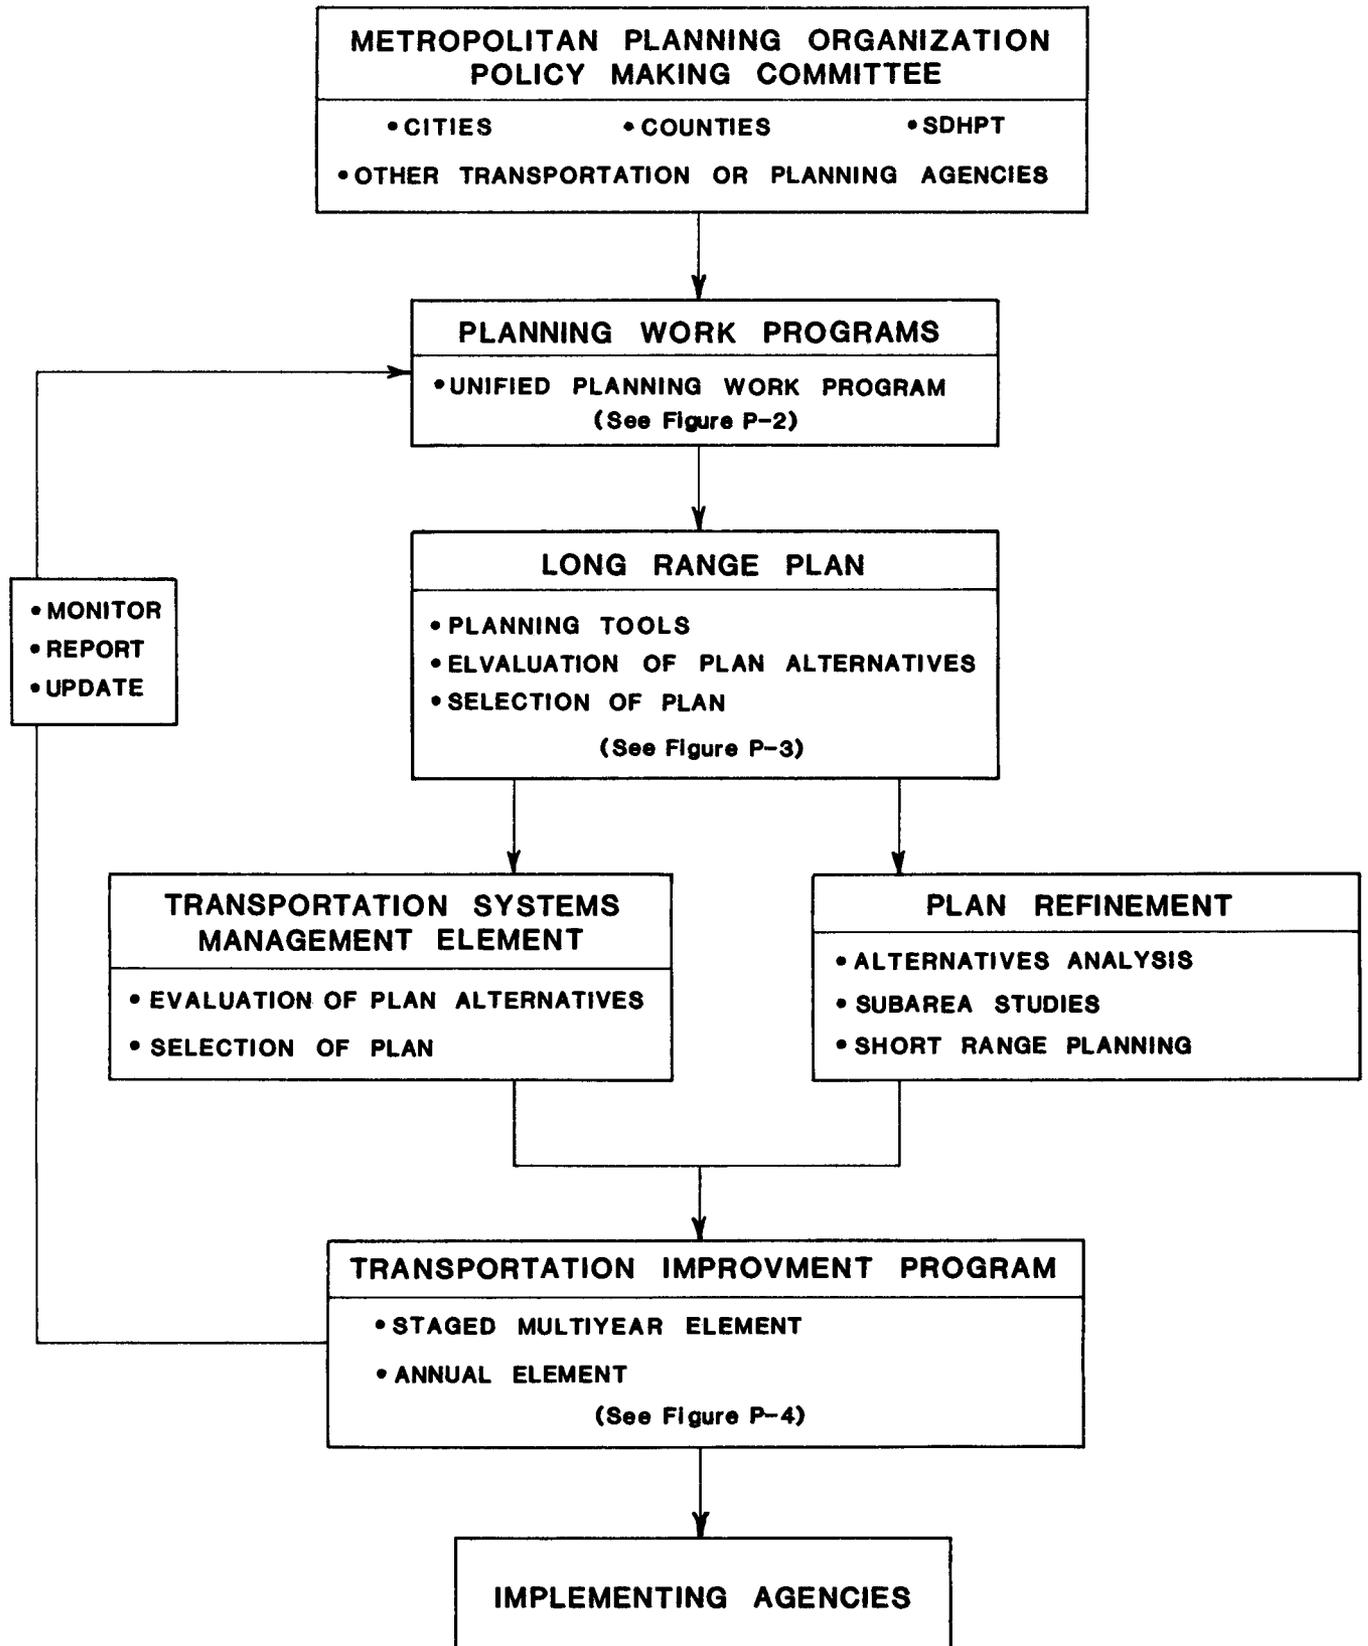 METROPOLITAN PLANNING ORGANIZATION
POLICY MAKING COMMITTEE
•CITIES •COUNTIES •SDHPT
•OTHER TRANSPORTATION OR PLANNING AGENCIES
PLANNING WORK PROGRAMS
•UNIFIED PLANNING WORK PROGRAM
(See Figure P-2)
•MONITOR
•REPORT
•UPDATE
LONG RANGE PLAN
•PLANNING TOOLS
•ELVALUATION OF PLAN ALTERNATIVES
•SELECTION OF PLAN
(See Figure P-3)
TRANSPORTATION SYSTEMS
MANAGEMENT ELEMENT
•EVALUATION OF PLAN ALTERNATIVES
•SELECTION OF PLAN
PLAN REFINEMENT
•ALTERNATIVES ANALYSIS
•SUBAREA STUDIES
•SHORT RANGE PLANNING
TRANSPORTATION IMPROVMENT PROGRAM
•STAGED MULTIYEAR ELEMENT
•ANNUAL ELEMENT
(See Figure P-4)
IMPLEMENTING AGENCIES